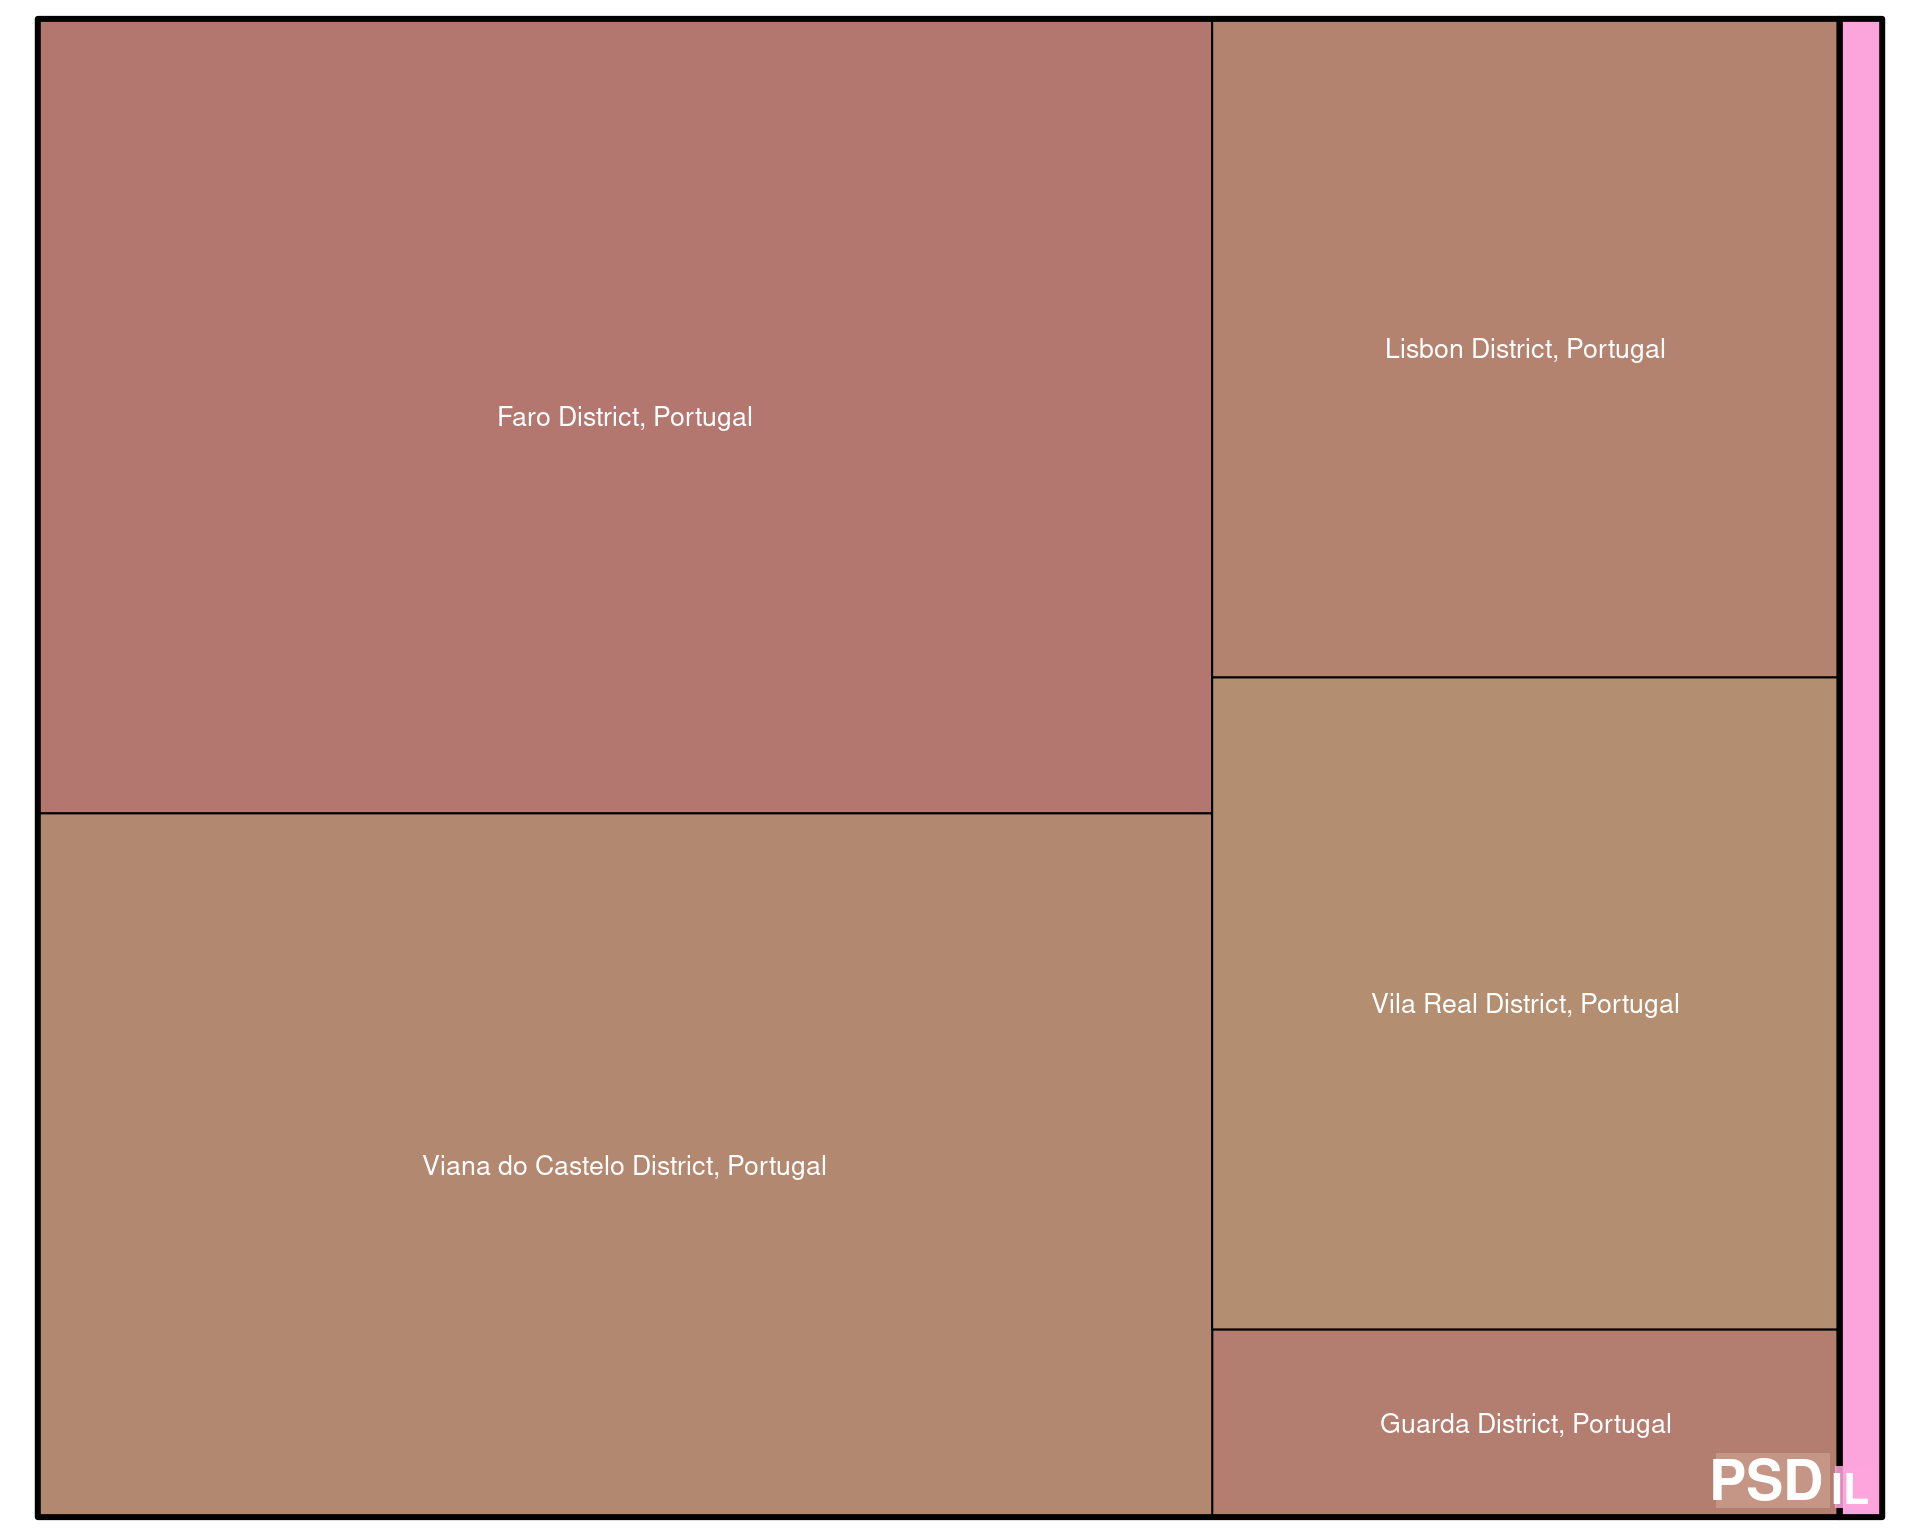 Faro District, Portugal
Lisbon District, Portugal
Viana do Castelo District, Portugal
Vila Real District, Portugal
Guarda District, Portugal
PSD
IL